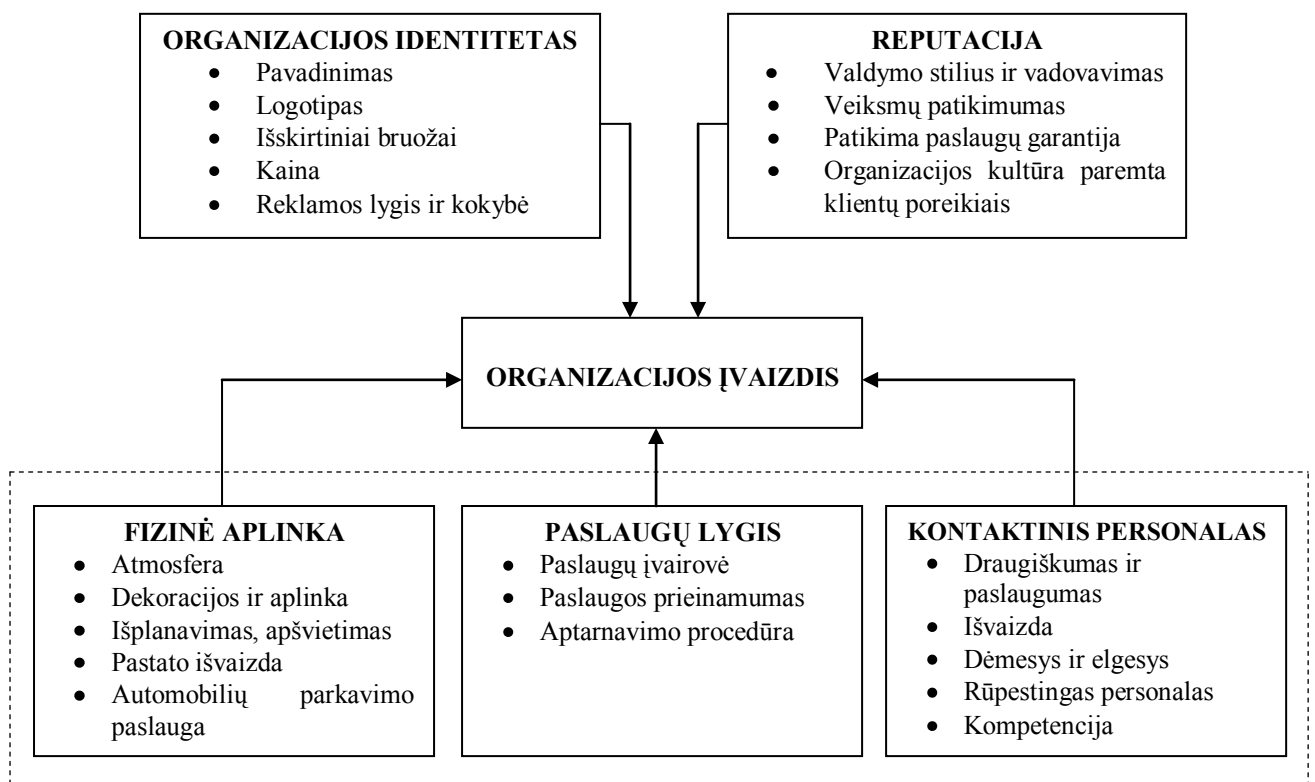 ORGANIZACIJOS IDENTITETAS
• Pavadinimas
• Logotipas
• Išskirtiniai bruožai
• Kaina
• Reklamos lygis ir kokybė
REPUTACIJA
• Valdymo stilius ir vadovavimas
• Veiksmų patikimumas
• Patikima paslaugų garantija
• Organizacijos kultūra paremta
klientų poreikiais
ORGANIZACIJOS ĮVAIZDIS
FIZINĖ APLINKA
• Atmosfera
• Dekoracijos ir aplinka
• Išplanavimas, apšvietimas
• Pastato išvaizda
• Automobilių parkavimo
paslauga
PASLAUGŲ LYGIS
• Paslaugų įvairovė
• Paslaugos prieinamumas
• Aptarnavimo procedūra
KONTAKTINIS PERSONALAS
• Draugiškumas ir
paslaugumas
• Išvaizda
• Dėmesys ir elgesys
• Rūpestingas personalas
• Kompetencija